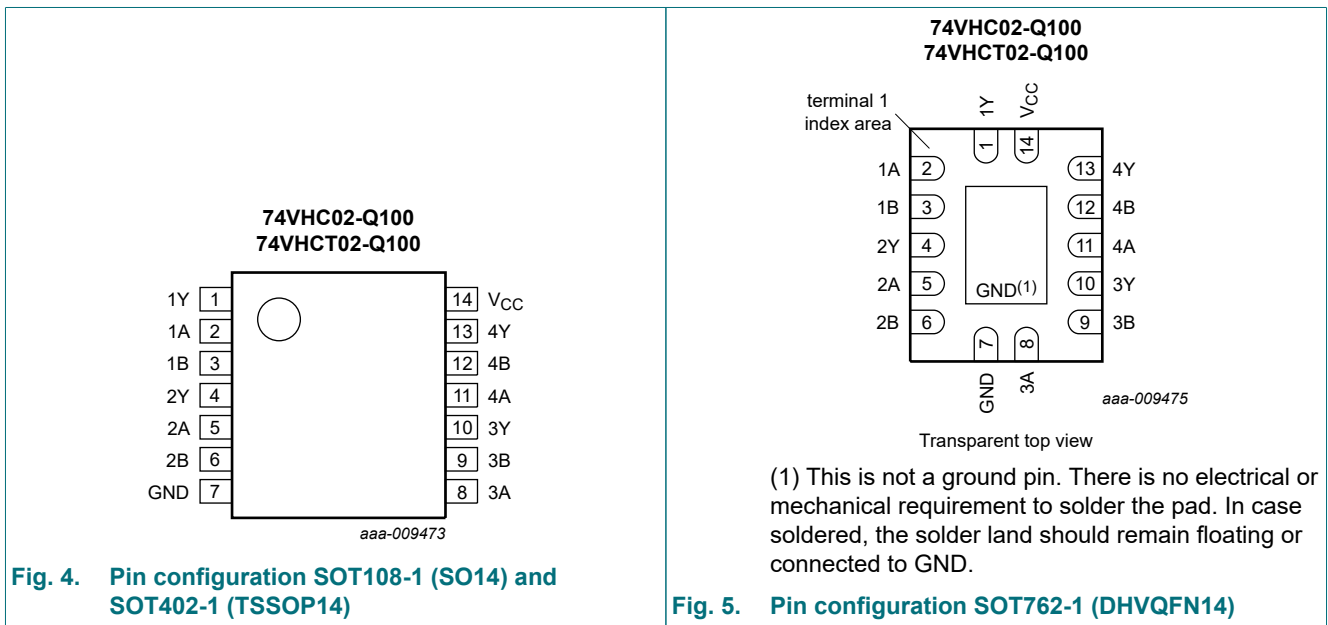 74VHC02-Q100
74VHCT02-Q100
1Y 1
1A 2
1B 3
2Y 4
2A 5
2B 6
GND 7
14 VCC
13 4Y
12 4B
11 4A
10 3Y
9 3B
8 3A
aaa-009473
Fig. 4. Pin configuration SOT108-1 (SO14) and
SOT402-1 (TSSOP14)
74VHC02-Q100
74VHCT02-Q100
terminal 1
index area
1Y
VCC
1
14
1A 2
1B 3
2Y 4
2A 5
2B 6
13 4Y
12 4B
11 4A
10 3Y
9 3B
GND(1)
7
8
GND
3A
aaa-009475
Transparent top view
(1) This is not a ground pin. There is no electrical or
mechanical requirement to solder the pad. In case
soldered, the solder land should remain floating or
connected to GND.
Fig. 5. Pin configuration SOT762-1 (DHVQFN14)